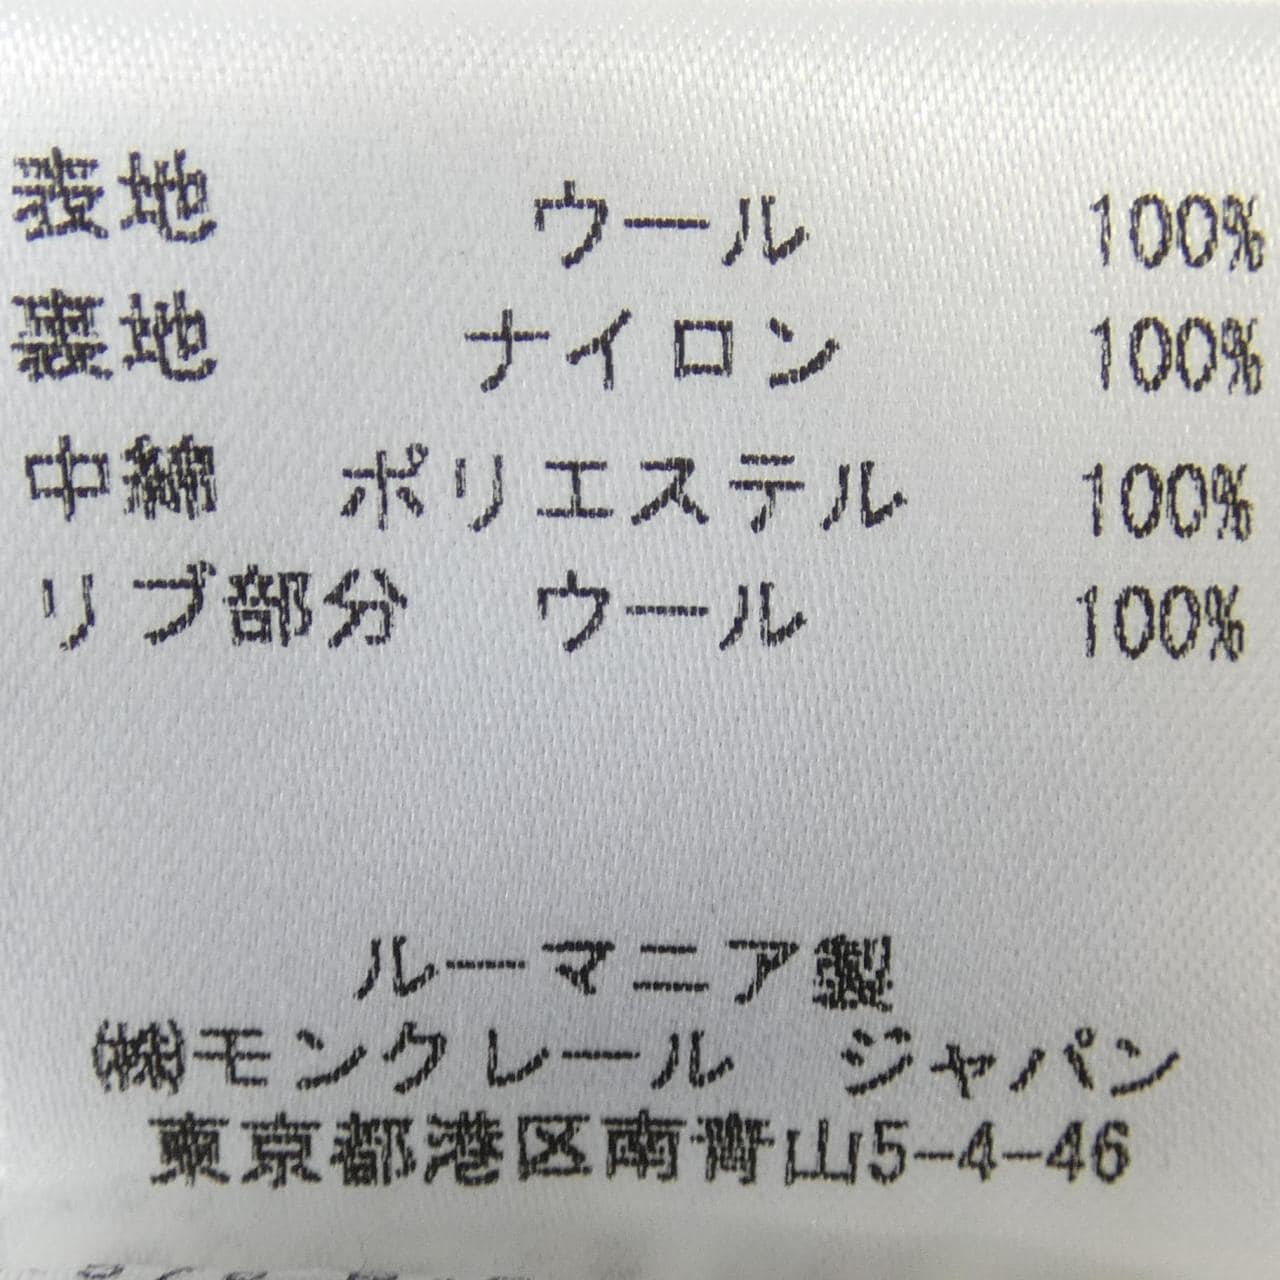 表地 ウール 100%
裏地 ナイロン 100%
中綿 ポリエステル 100%
リブ部分 ウール 100%
ルーマニア製
㈱モンクレール ジャパン
東京都港区南青山5-4-46